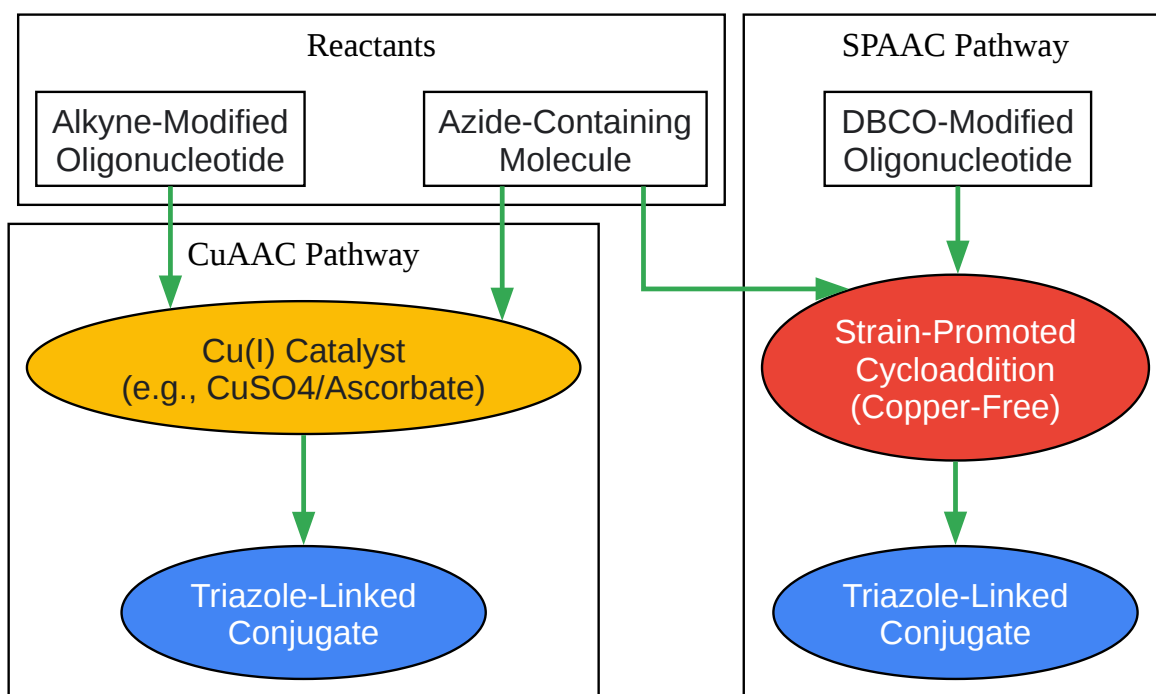 Reactants
Alkyne-Modified
Oligonucleotide
Azide-Containing
Molecule
CuAAC Pathway
Cu(I) Catalyst
(e.g., CuSO4/Ascorbate)
Triazole-Linked
Conjugate
SPAAC Pathway
DBCO-Modified
Oligonucleotide
Strain-Promoted
Cycloaddition
(Copper-Free)
Triazole-Linked
Conjugate